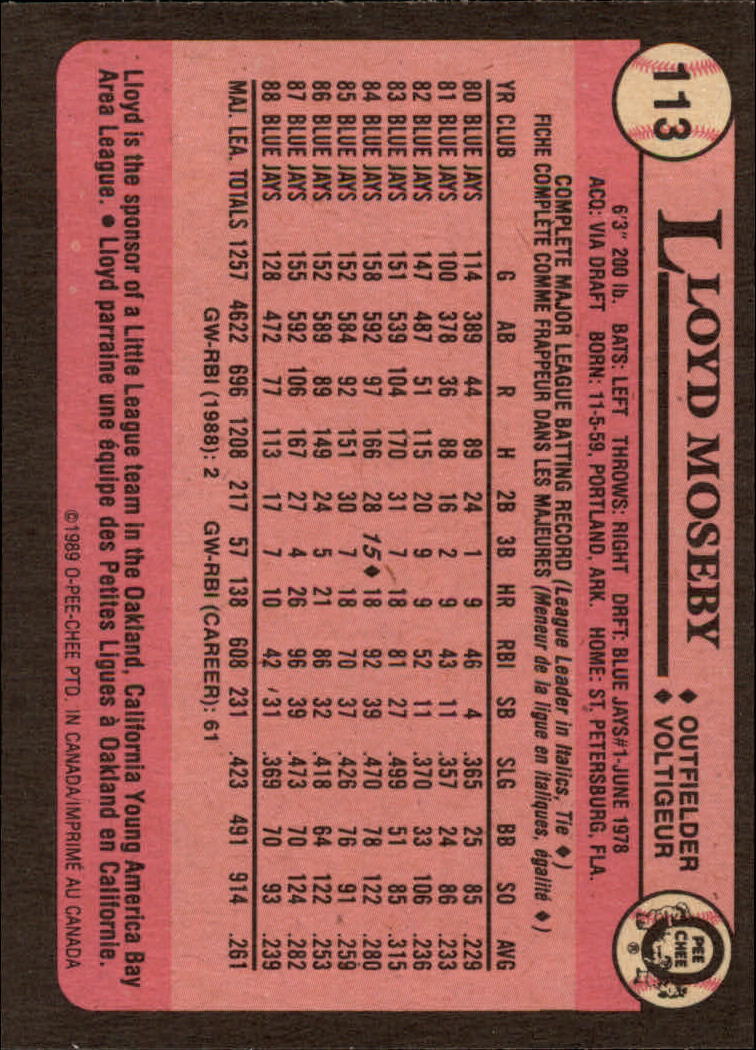 113
LLOYD MOSEBY
♦ OUTFIELDER
♦ VOLTIGEUR
O
PEE
CHEE
®
6'3" 200 lb. BATS: LEFT THROWS: RIGHT DRFT: BLUE JAYS#1-JUNE 1978
ACQ: VIA DRAFT BORN: 11-5-59, PORTLAND, ARK. HOME: ST. PETERSBURG, FLA.
COMPLETE MAJOR LEAGUE BATTING RECORD (League Leader in Italics, Tie ♦)
FICHE COMPLÈTE COMME FRAPPEUR DANS LES MAJEURES (Meneur de la ligue en italiques, égalité ♦)
YR CLUB G AB R H 2B 3B HR RBI SB SLG BB SO AVG
80 BLUE JAYS 114 389 44 89 24 1 9 46 4 .365 25 85 .229
81 BLUE JAYS 100 378 36 88 16 2 9 43 11 .357 24 86 .233
82 BLUE JAYS 147 487 51 115 20 9 9 52 11 .370 33 106 .236
83 BLUE JAYS 151 539 104 170 31 7 18 81 27 .499 51 85 .315
84 BLUE JAYS 158 592 97 166 28 15♦ 18 92 39 .470 78 122 .280
85 BLUE JAYS 152 584 92 151 30 7 18 70 37 .426 76 91 .259
86 BLUE JAYS 152 589 89 149 24 5 21 86 32 .418 64 122 .253
87 BLUE JAYS 155 592 106 167 27 4 26 96 39 .473 70 124 .282
88 BLUE JAYS 128 472 77 113 17 7 10 42 31 .369 70 93 .239
MAJ. LEA. TOTALS 1257 4622 696 1208 217 57 138 608 231 .423 491 914 .261
GW-RBI (1988): 2 GW-RBI (CAREER): 61
Lloyd is the sponsor of a Little League team in the Oakland, California Young America Bay
Area League. ● Lloyd parraine une équipe des Petites Ligues à Oakland en Californie.
©1989 O-PEE-CHEE PTD. IN CANADA/IMPRIMÉ AU CANADA